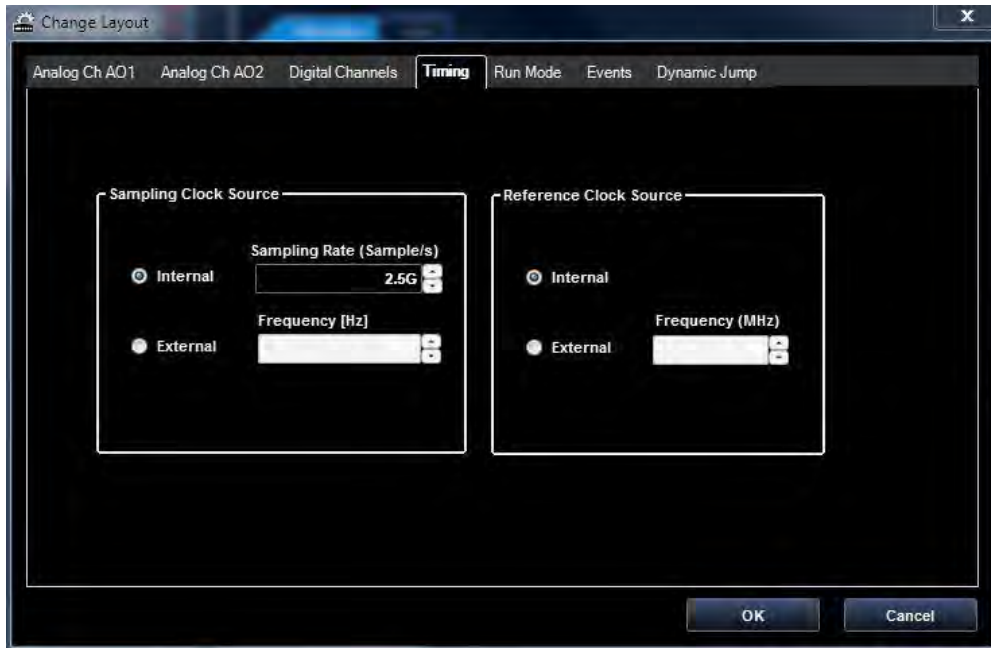 Change Layout
x
Analog Ch AO1 Analog Ch AO2 Digital Channels Timing Run Mode Events Dynamic Jump
Sampling Clock Source
Sampling Rate (Sample/s)
Internal
2.5G
Frequency [Hz]
External
Reference Clock Source
Internal
Frequency (MHz)
External
OK Cancel